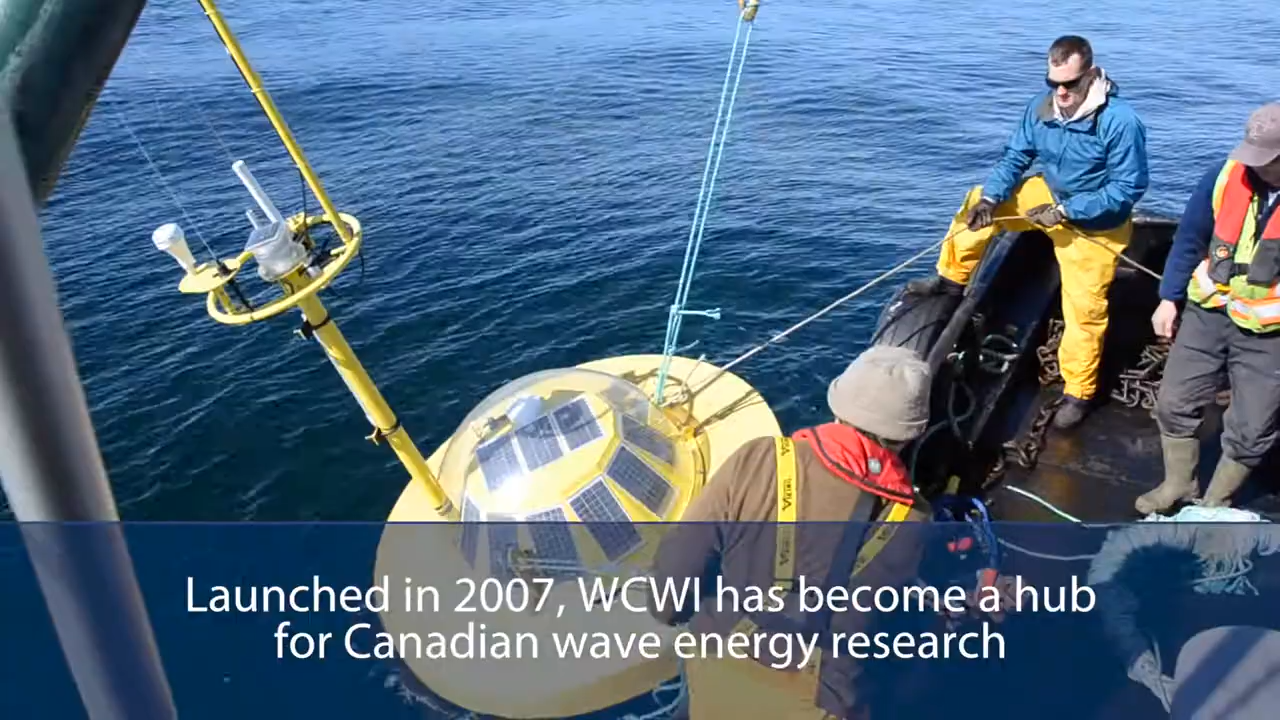 Launched in 2007, WCWI has become a hub
for Canadian wave energy research